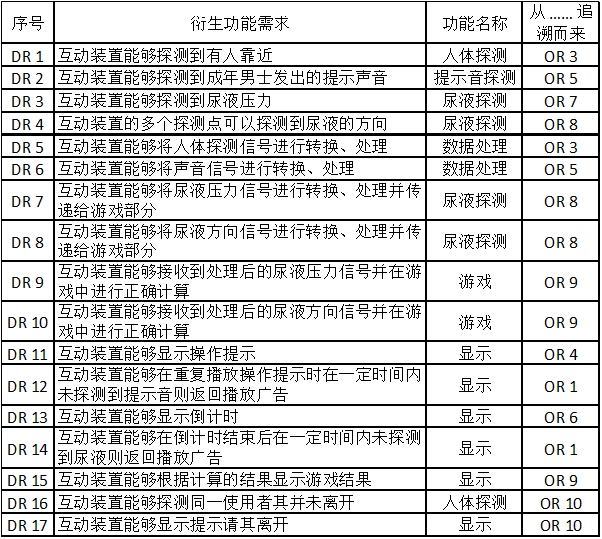 序号 衍生功能需求 功能名称 从……追溯而来
DR 1 互动装置能够探测到有人靠近 人体探测 OR 3
DR 2 互动装置能够探测到成年男士发出的提示声音 提示音探测 OR 5
DR 3 互动装置能够探测到尿液压力 尿液探测 OR 7
DR 4 互动装置的多个探测点可以探测到尿液的方向 尿液探测 OR 8
DR 5 互动装置能够将人体探测信号进行转换、处理 数据处理 OR 3
DR 6 互动装置能够将声音信号进行转换、处理 数据处理 OR 5
DR 7 互动装置能够将尿液压力信号进行转换、处理并传递给游戏部分 尿液探测 OR 8
DR 8 互动装置能够将尿液方向信号进行转换、处理并传递给游戏部分 尿液探测 OR 8
DR 9 互动装置能够接收到处理后的尿液压力信号并在游戏中进行正确计算 游戏 OR 9
DR 10 互动装置能够接收到处理后的尿液方向信号并在游戏中进行正确计算 游戏 OR 9
DR 11 互动装置能够显示操作提示 显示 OR 4
DR 12 互动装置能够在重复播放操作提示时在一定时间内未探测到提示音则返回播放广告 显示 OR 1
DR 13 互动装置能够显示倒计时 显示 OR 6
DR 14 互动装置能够在倒计时结束后在一定时间内未探测到尿液则返回播放广告 显示 OR 1
DR 15 互动装置能够根据计算的结果显示游戏结果 显示 OR 9
DR 16 互动装置能够探测同一使用者其并未离开 人体探测 OR 10
DR 17 互动装置能够显示提示请其离开 显示 OR 10